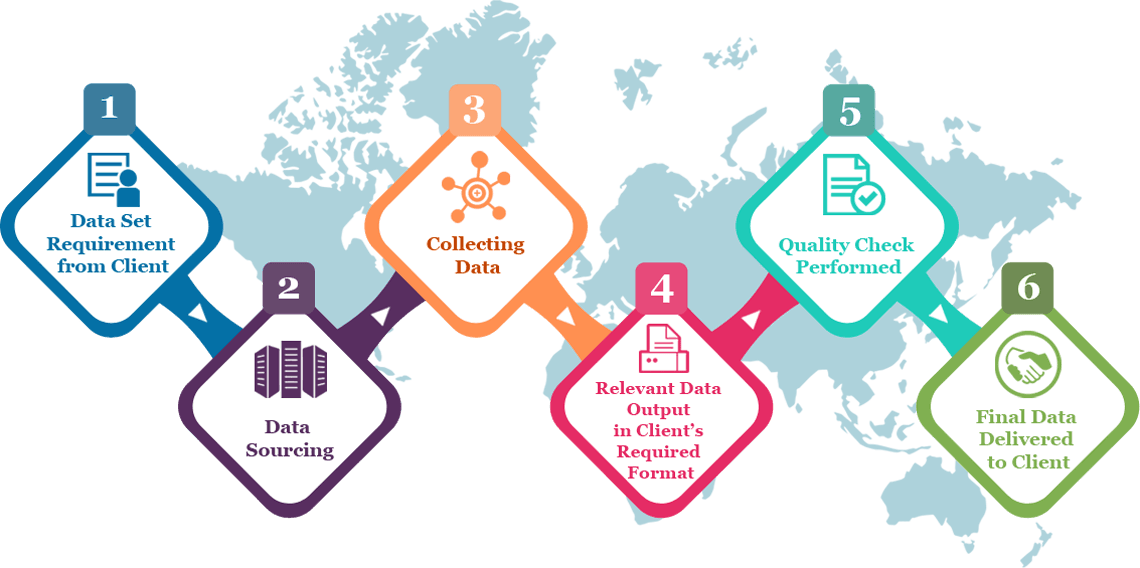 1
Data Set
Requirement
from Client
2
Data
Sourcing
3
Collecting
Data
4
Relevant Data
Output
in Client’s
Required
Format
5
Quality Check
Performed
6
Final Data
Delivered
to Client